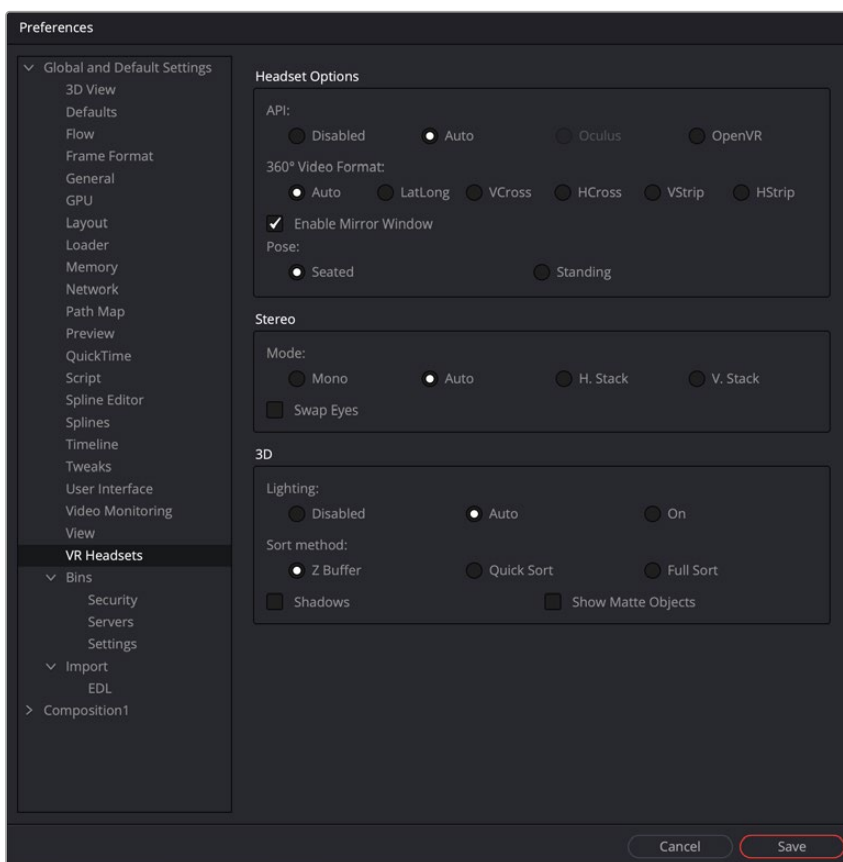 Preferences
Global and Default Settings
3D View
Defaults
Flow
Frame Format
General
GPU
Layout
Loader
Memory
Network
Path Map
Preview
QuickTime
Script
Spline Editor
Splines
Timeline
Tweaks
User Interface
Video Monitoring
View
VR Headsets
Bins
Security
Servers
Settings
Import
EDL
Composition1
Headset Options
API:
Disabled Auto Oculus OpenVR
360° Video Format:
Auto LatLong VCross HCross VStrip HStrip
Enable Mirror Window
Pose:
Seated Standing
Stereo
Mode:
Mono Auto H. Stack V. Stack
Swap Eyes
3D
Lighting:
Disabled Auto On
Sort method:
Z Buffer Quick Sort Full Sort
Shadows Show Matte Objects
Cancel Save